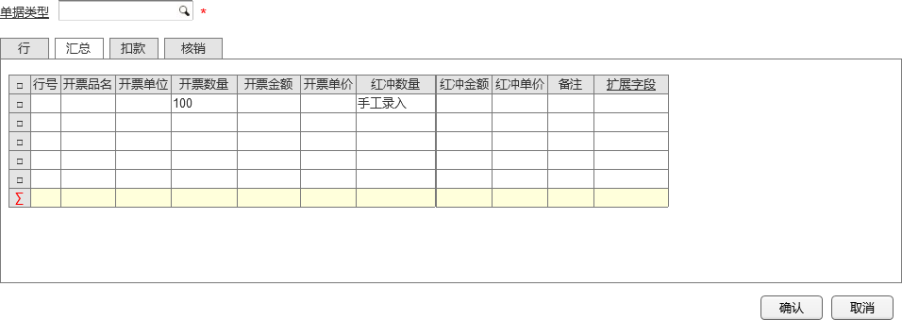 单据类型 *
行 汇总 扣款 核销
行号 开票品名 开票单位 开票数量 开票金额 开票单价 红冲数量 红冲金额 红冲单价 备注 扩展字段
100 手工录入
∑
确认 取消